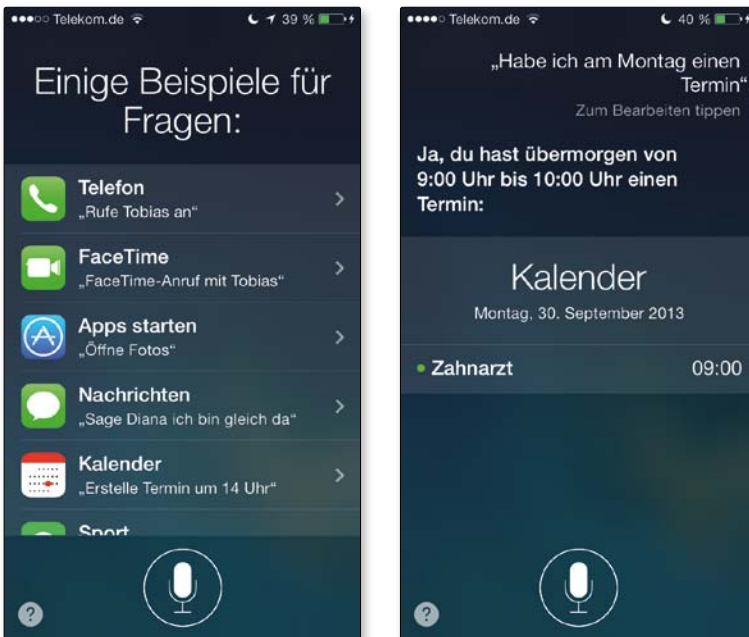 Telekom.de 39 %
Einige Beispiele für
Fragen:
Telefon
„Rufe Tobias an“
FaceTime
„FaceTime-Anruf mit Tobias“
Apps starten
„Öffne Fotos“
Nachrichten
„Sage Diana ich bin gleich da“
Kalender
„Erstelle Termin um 14 Uhr“
Sport
?
Telekom.de 40 %
„Habe ich am Montag einen
Termin“
Zum Bearbeiten tippen
Ja, du hast übermorgen von
9:00 Uhr bis 10:00 Uhr einen
Termin:
Kalender
Montag, 30. September 2013
Zahnarzt 09:00
?